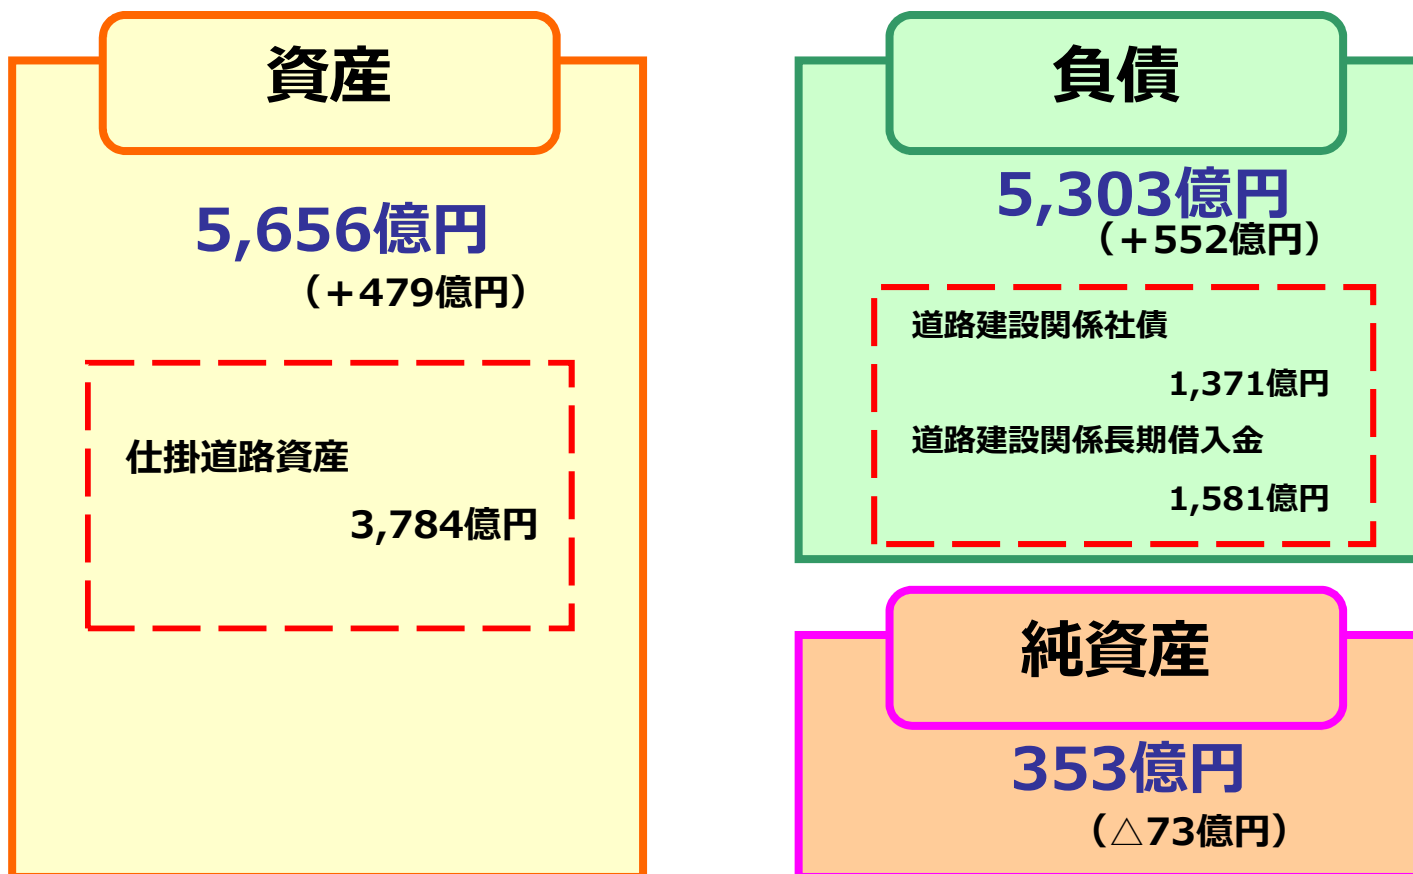 資産
5,656億円
（+479億円）
仕掛道路資産
3,784億円
負債
5,303億円
（+552億円）
道路建設関係社債
1,371億円
道路建設関係長期借入金
1,581億円
純資産
353億円
（△73億円）